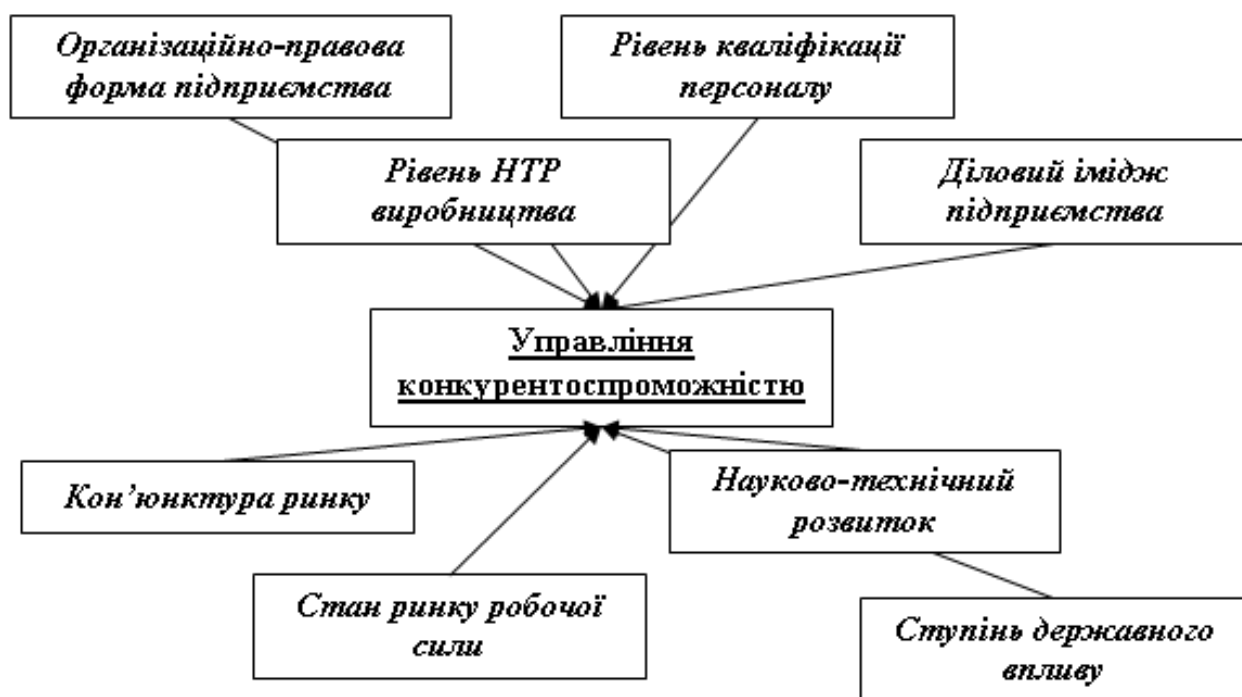 Організаційно-правова
форма підприємства
Рівень кваліфікації
персоналу
Рівень НТР
виробництва
Діловий імідж
підприємства
Управління
конкурентоспроможністю
Кон’юнктура ринку
Науково-технічний
розвиток
Стан ринку робочої
сили
Ступінь державного
впливу